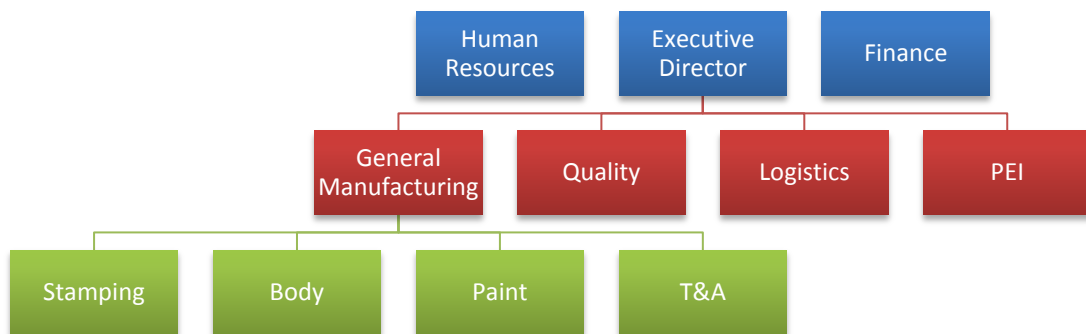 Human
Resources
Executive
Director
Finance
General
Manufacturing
Quality
Logistics
PEI
Stamping
Body
Paint
T&A